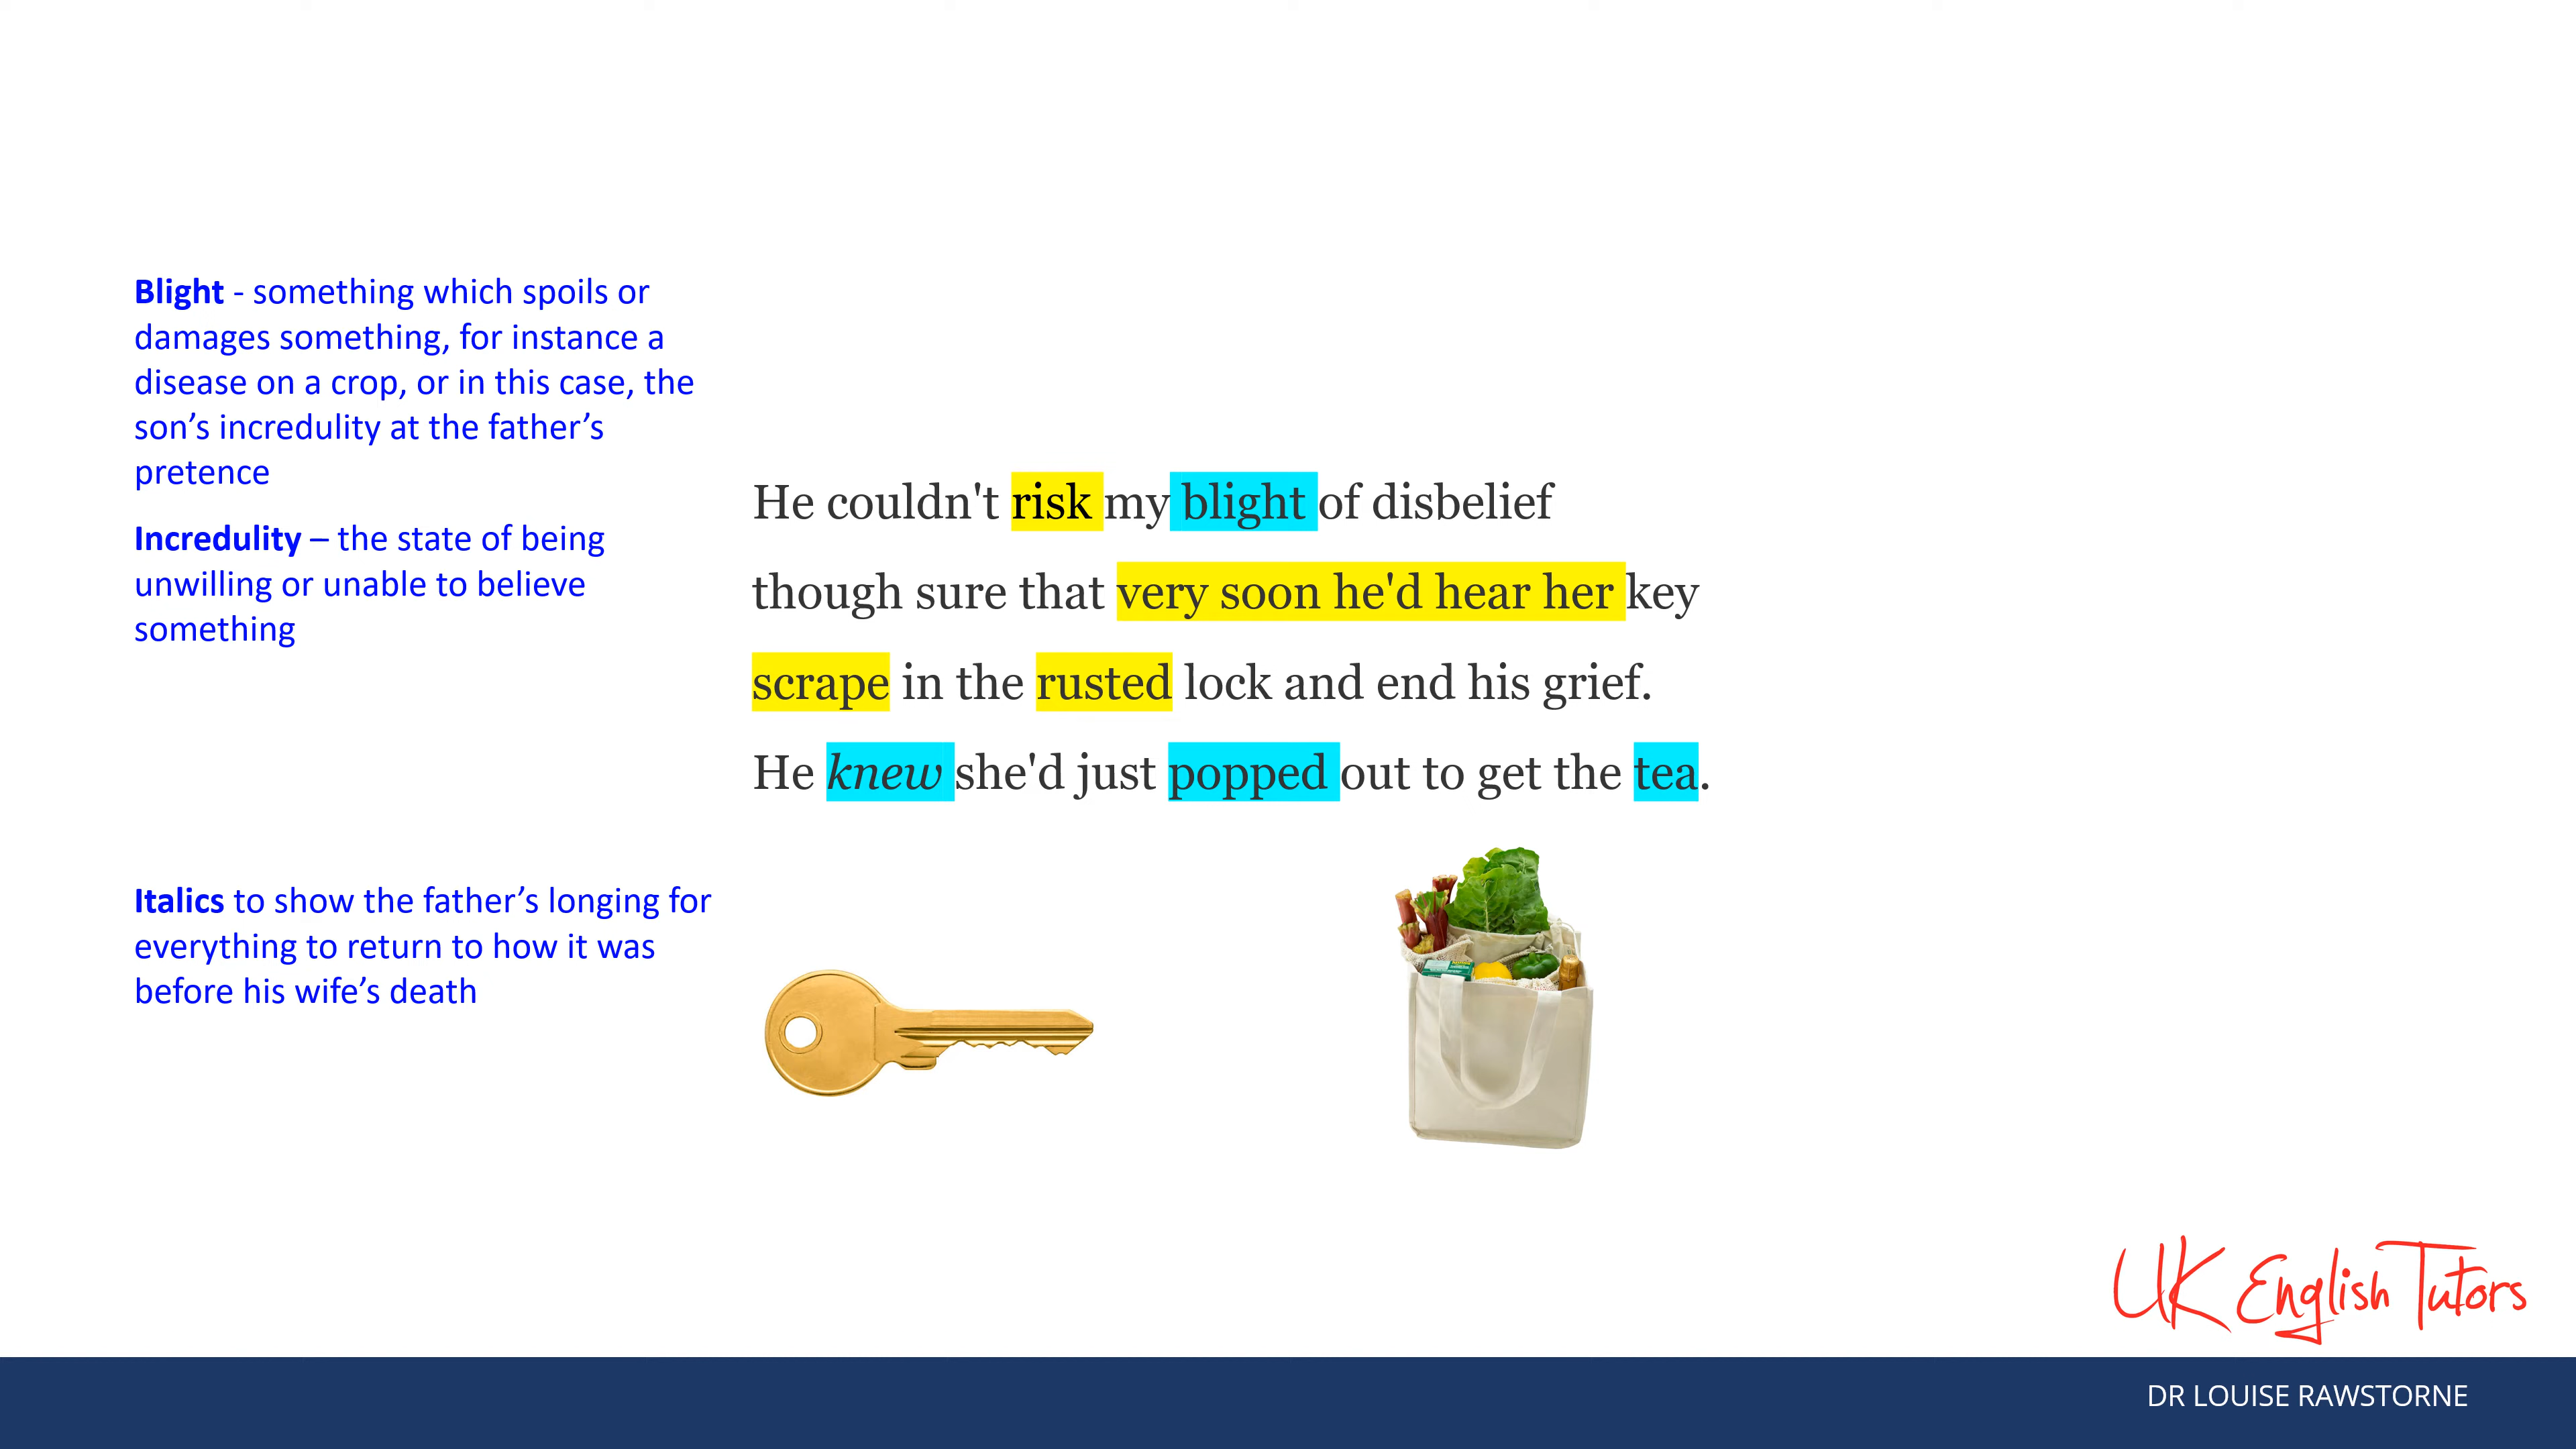 Blight - something which spoils or
damages something, for instance a
disease on a crop, or in this case, the
son’s incredulity at the father’s
pretence
Incredulity – the state of being
unwilling or unable to believe
something
Italics to show the father’s longing for
everything to return to how it was
before his wife’s death
He couldn't risk my blight of disbelief
though sure that very soon he'd hear her key
scrape in the rusted lock and end his grief.
He knew she'd just popped out to get the tea.
UK English Tutors
DR LOUISE RAWSTORNE